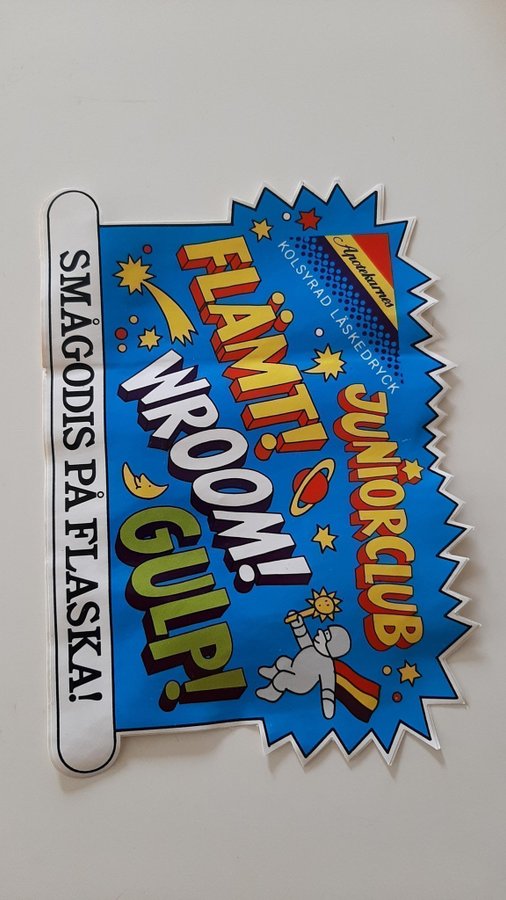 Apotekarnes
KOLSYRAD LÄSKEDRYCK
JUNIORCLUB
FLÄMT!
WROOM!
GULP!
SMÅGODIS PÅ FLASKA!